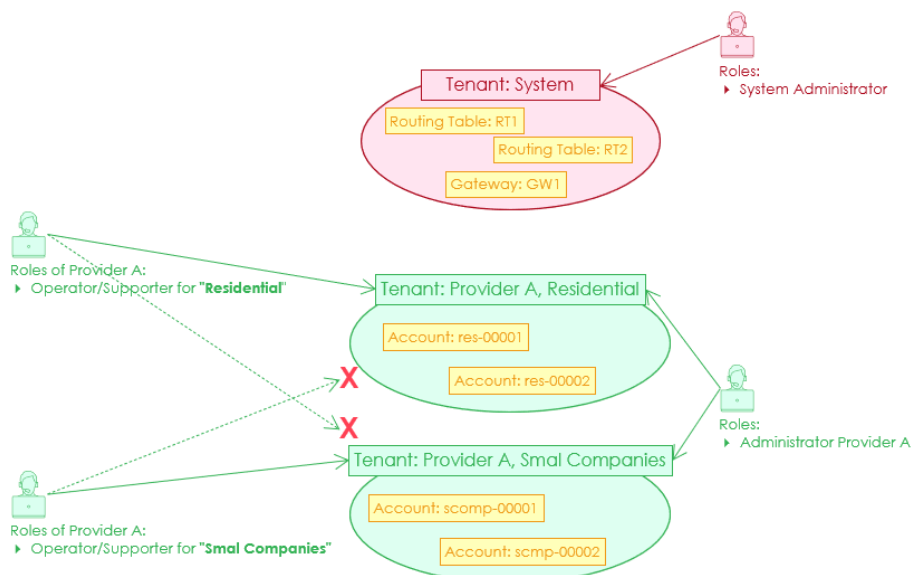 Tenant: System
Roles:
▸ System Administrator
Routing Table: RT1
Routing Table: RT2
Gateway: GW1
Roles of Provider A:
▸ Operator/Supporter for "Residential"
Tenant: Provider A, Residential
Account: res-00001
Account: res-00002
X
Roles:
▸ Administrator Provider A
X
Tenant: Provider A, Smal Companies
Account: scomp-00001
Roles of Provider A:
▸ Operator/Supporter for "Smal Companies"
Account: scmp-00002